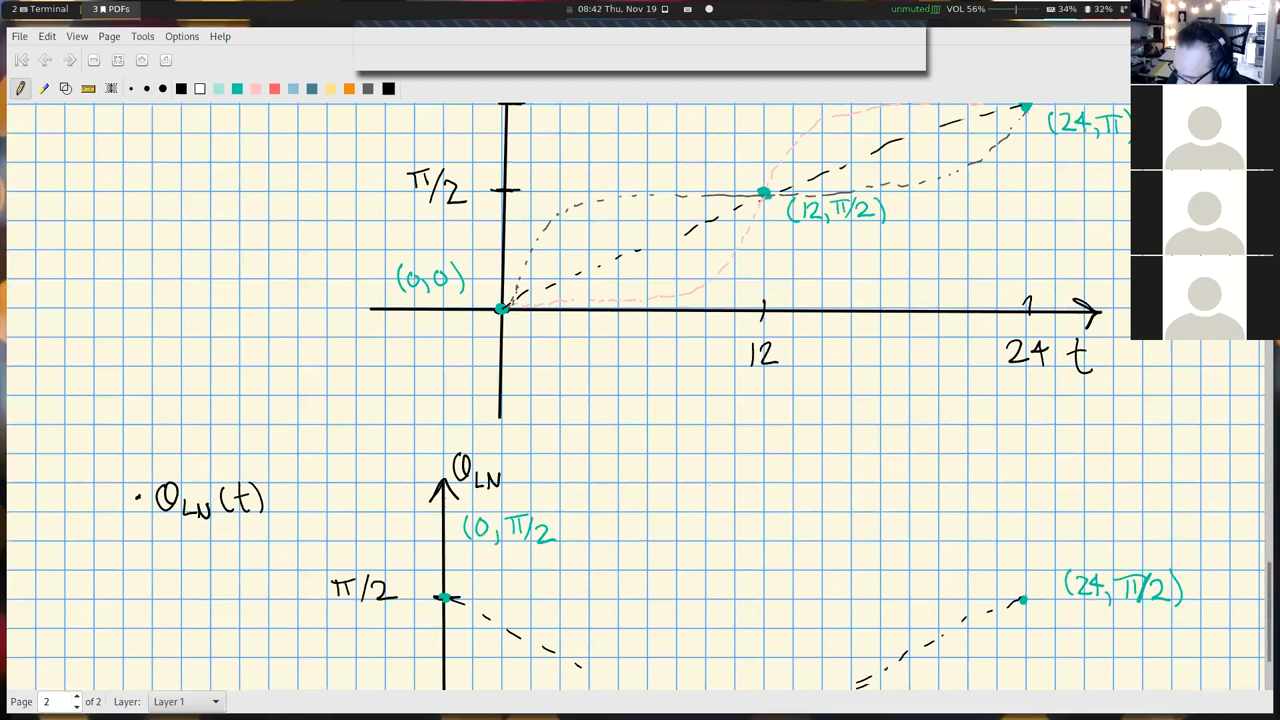 2 Terminal 3 PDFs 08:42 Thu, Nov 19 unmuted VOL 56% 34% 32%
File Edit View Page Tools Options Help
(24,π)
π/2
(12,π/2)
(0,0)
12
24 t
θLN
· θLN(t)
(0,π/2
π/2
(24,π/2)
Page 2 of 2 Layer: Layer 1